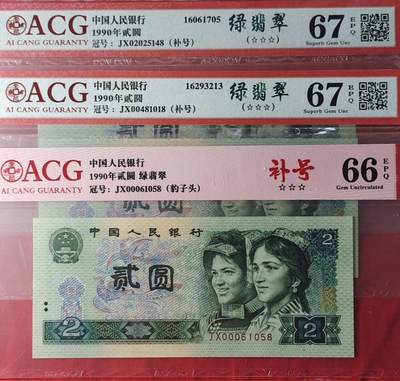 ACG
AI CANG GUARANTY
中国人民银行
1990年贰圆
冠号：JX02025148（补号）
16061705
绿翡翠
（☆☆☆）
67 EPQ
Superb Gem Unc
ACG
AI CANG GUARANTY
中国人民银行
1990年贰圆
冠号：JX00481018（补号）
16293213
绿翡翠
（☆☆☆）
67 EPQ
Superb Gem Unc
ACG
AI CANG GUARANTY
中国人民银行
1990年贰圆 绿翡翠
冠号：JX00061058（豹子头）
补号
☆☆☆
66 EPQ
Gem Uncirculated
中国人民银行
2
贰圆
JX00061058
2
2